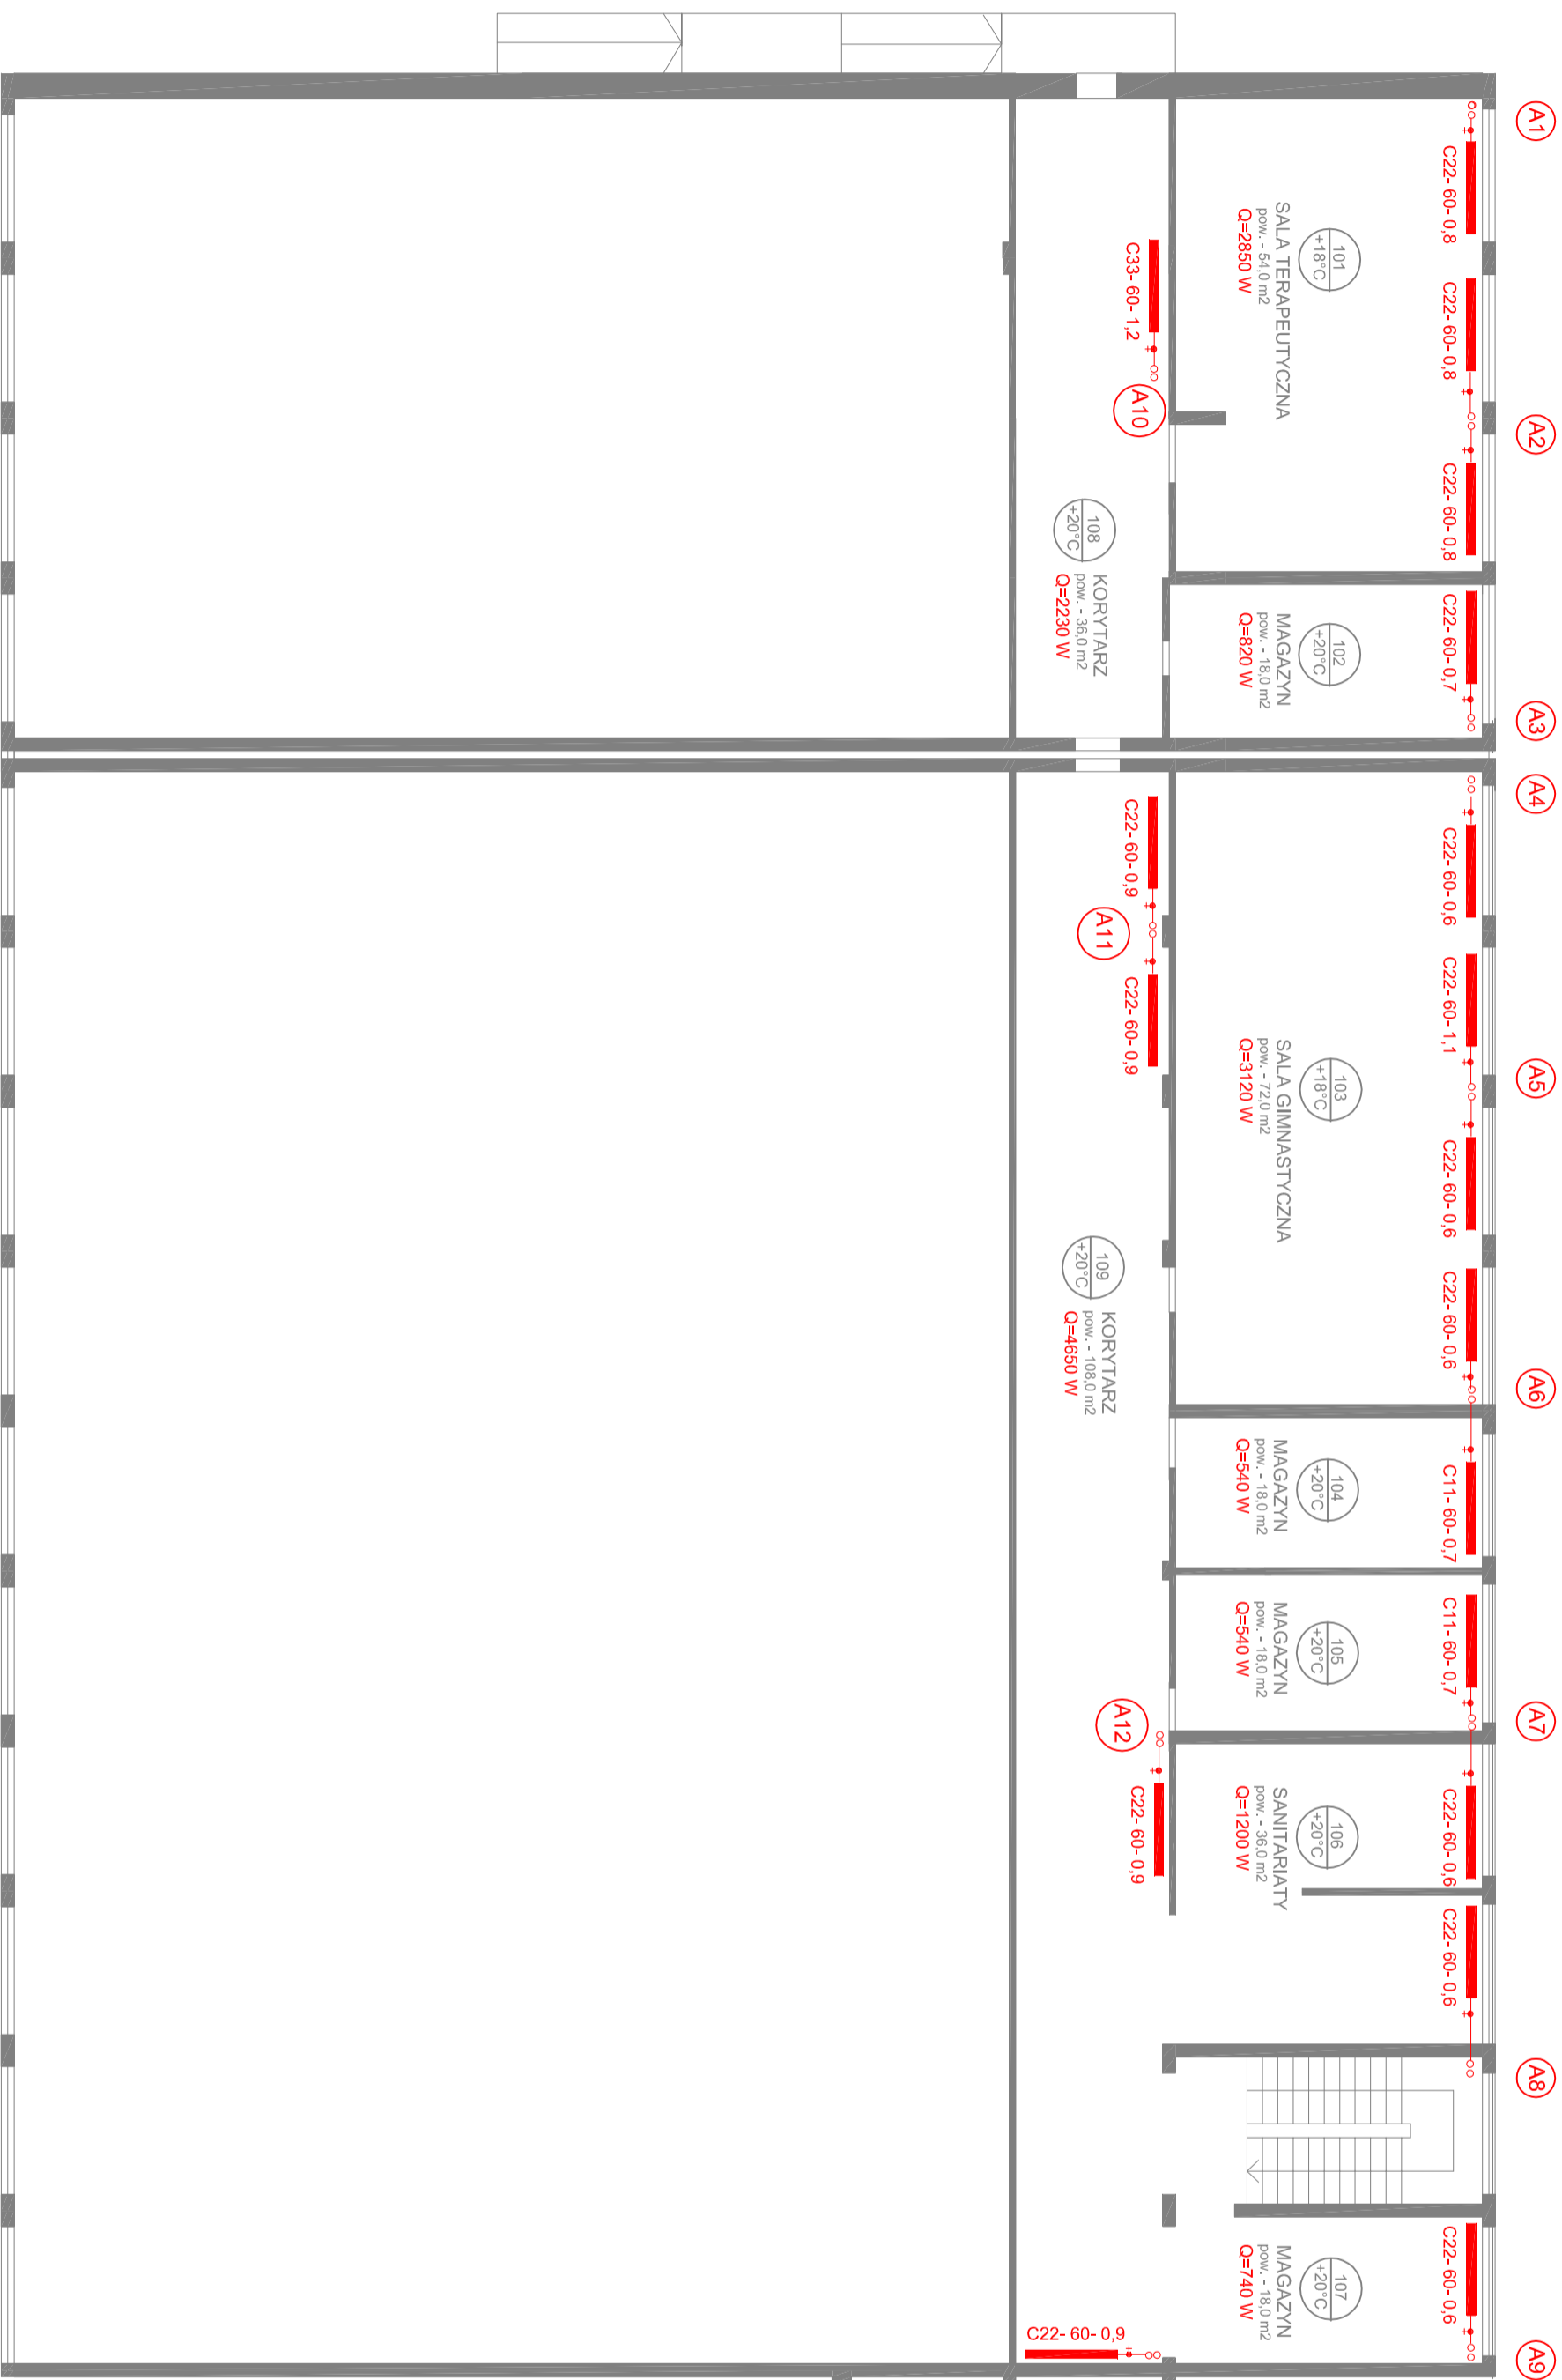 A1
A2
A3
A4
A5
A6
A7
A8
A9
C22- 60- 0,8
C22- 60- 0,8
C22- 60- 0,8
C22- 60- 0,7
C22- 60- 0,6
C22- 60- 1,1
C22- 60- 0,6
C22- 60- 0,6
C11- 60- 0,7
C11- 60- 0,7
C22- 60- 0,6
C22- 60- 0,6
C22- 60- 0,6
101
+18°C
SALA TERAPEUTYCZNA
pow. - 54,0 m2
Q=2850 W
102
+20°C
MAGAZYN
pow. - 18,0 m2
Q=820 W
103
+18°C
SALA GIMNASTYCZNA
pow. - 72,0 m2
Q=3120 W
104
+20°C
MAGAZYN
pow. - 18,0 m2
Q=540 W
105
+20°C
MAGAZYN
pow. - 18,0 m2
Q=540 W
106
+20°C
SANITARIATY
pow. - 36,0 m2
Q=1200 W
107
+20°C
MAGAZYN
pow. - 18,0 m2
Q=740 W
C33- 60- 1,2
A10
C22- 60- 0,9
A11
C22- 60- 0,9
A12
C22- 60- 0,9
C22- 60- 0,9
108
+20°C
KORYTARZ
pow. - 36,0 m2
Q=2230 W
109
+20°C
KORYTARZ
pow. - 108,0 m2
Q=4650 W